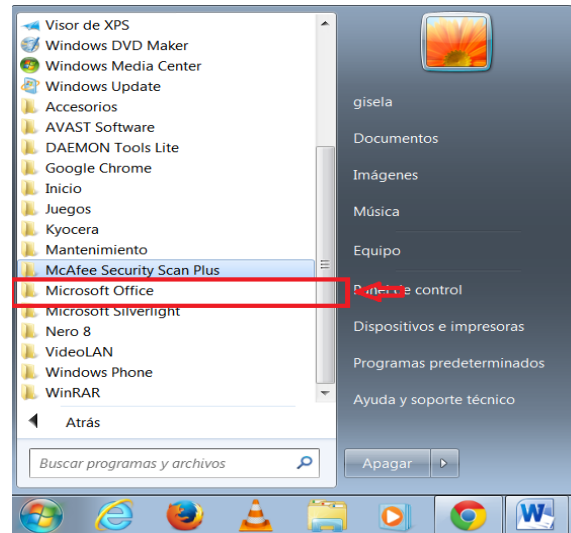 Visor de XPS
Windows DVD Maker
Windows Media Center
Windows Update
Accesorios
AVAST Software
DAEMON Tools Lite
Google Chrome
Inicio
Juegos
Kyocera
Mantenimiento
McAfee Security Scan Plus
Microsoft Office
Microsoft Silverlight
Nero 8
VideoLAN
Windows Phone
WinRAR
Atrás
Buscar programas y archivos
gisela
Documentos
Imágenes
Música
Equipo
Panel de control
Dispositivos e impresoras
Programas predeterminados
Ayuda y soporte técnico
Apagar
W